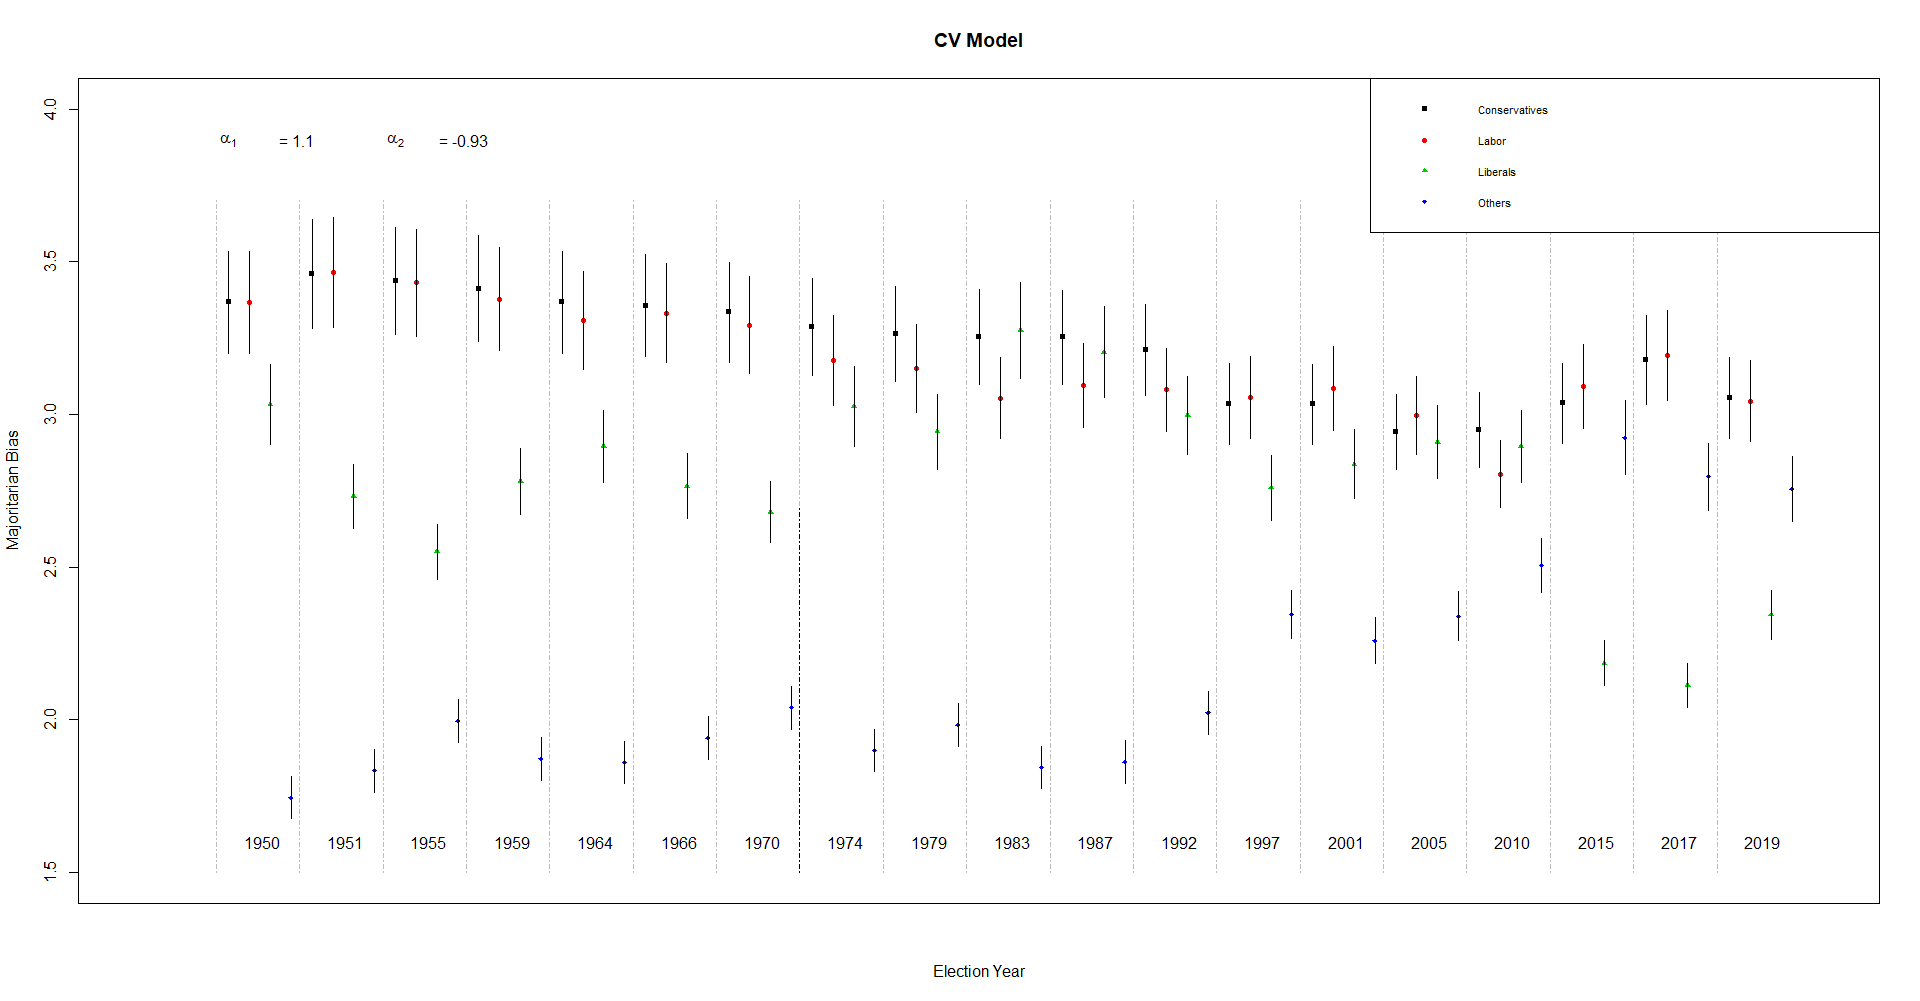 CV Model
α1 = 1.1 α2 = -0.93
Conservatives
Labor
Liberals
Others
4.0
3.5
3.0
2.5
2.0
1.5
Majoritarian Bias
1950 1951 1955 1959 1964 1966 1970 1974 1979 1983 1987 1992 1997 2001 2005 2010 2015 2017 2019
Election Year